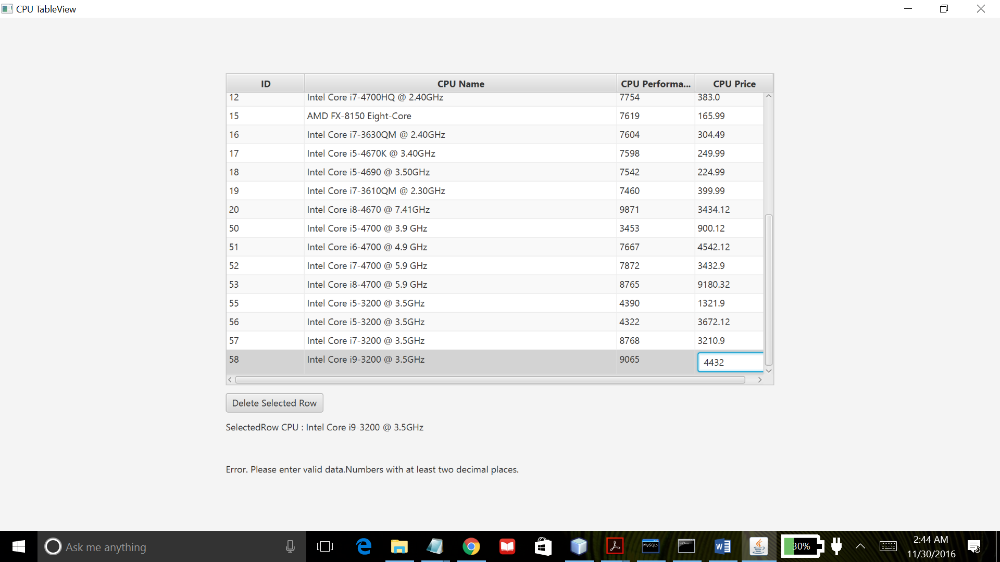 CPU TableView
ID CPU Name CPU Performa... CPU Price
12 Intel Core i7-4700HQ @ 2.40GHz 7754 383.0
15 AMD FX-8150 Eight-Core 7619 165.99
16 Intel Core i7-3630QM @ 2.40GHz 7604 304.49
17 Intel Core i5-4670K @ 3.40GHz 7598 249.99
18 Intel Core i5-4690 @ 3.50GHz 7542 224.99
19 Intel Core i7-3610QM @ 2.30GHz 7460 399.99
20 Intel Core i8-4670 @ 7.41GHz 9871 3434.12
50 Intel Core i5-4700 @ 3.9 GHz 3453 900.12
51 Intel Core i6-4700 @ 4.9 GHz 7667 4542.12
52 Intel Core i7-4700 @ 5.9 GHz 7872 3432.9
53 Intel Core i8-4700 @ 5.9 GHz 8765 9180.32
55 Intel Core i5-3200 @ 3.5GHz 4390 1321.9
56 Intel Core i5-3200 @ 3.5GHz 4322 3672.12
57 Intel Core i7-3200 @ 3.5GHz 8768 3210.9
58 Intel Core i9-3200 @ 3.5GHz 9065 4432
Delete Selected Row
SelectedRow CPU : Intel Core i9-3200 @ 3.5GHz
Error. Please enter valid data.Numbers with at least two decimal places.
Ask me anything
MySQL
C:\
W
30%
2:44 AM
11/30/2016